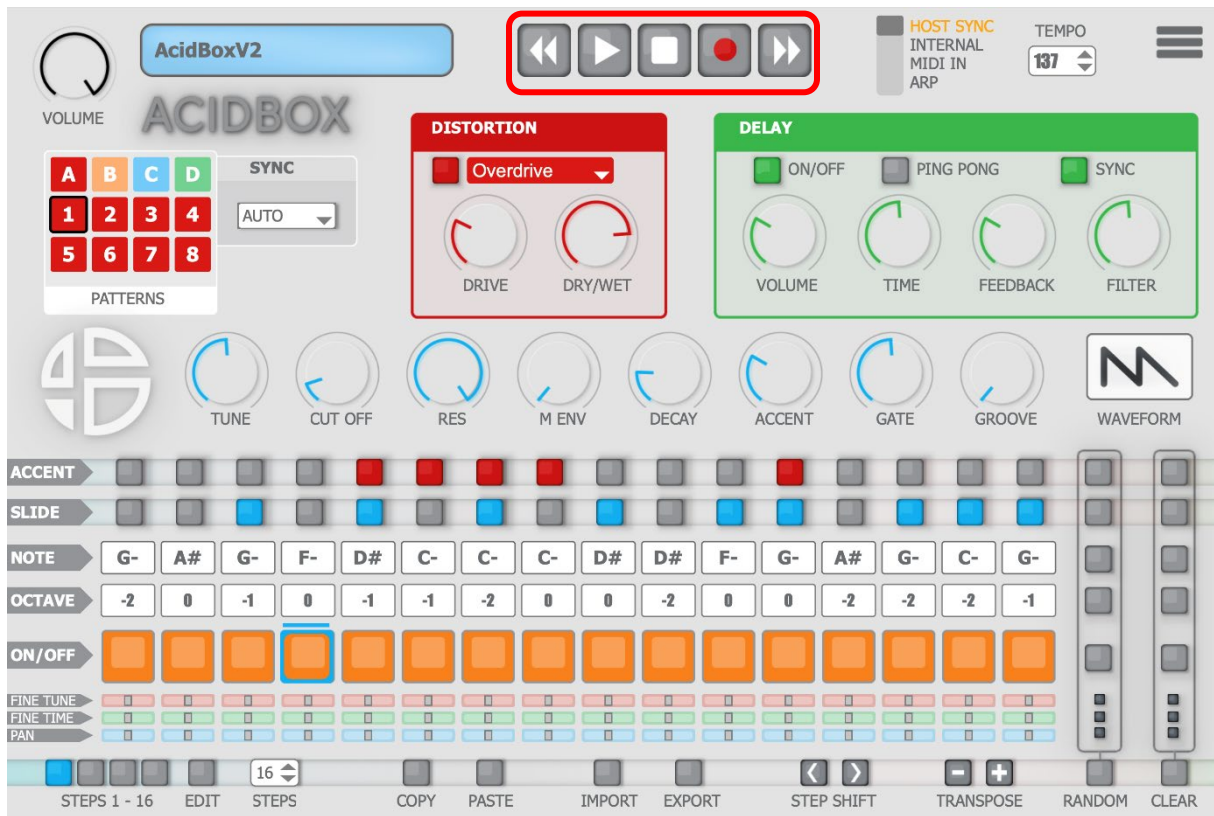 AcidBoxV2
HOST SYNC
INTERNAL
MIDI IN
ARP
TEMPO
137
VOLUME
ACIDBOX
A B C D
1 2 3 4
5 6 7 8
PATTERNS
SYNC
AUTO
DISTORTION
Overdrive
DRIVE DRY/WET
DELAY
ON/OFF PING PONG SYNC
VOLUME TIME FEEDBACK FILTER
TUNE CUT OFF RES M ENV DECAY ACCENT GATE GROOVE WAVEFORM
ACCENT
SLIDE
NOTE G- A# G- F- D# C- C- C- D# D# F- G- A# G- C- G-
OCTAVE -2 0 -1 0 -1 -1 -2 0 0 -2 0 0 -2 -2 -2 -1
ON/OFF
FINE TUNE
FINE TIME
PAN
16
STEPS 1 - 16 EDIT STEPS COPY PASTE IMPORT EXPORT STEP SHIFT TRANSPOSE RANDOM CLEAR